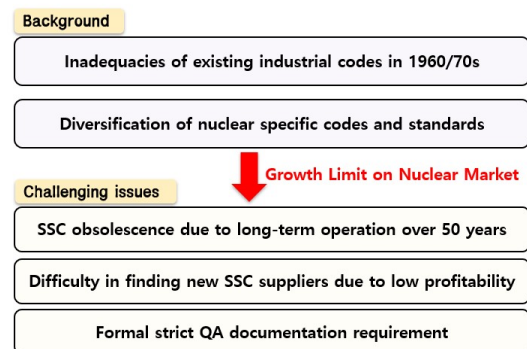 Background
Inadequacies of existing industrial codes in 1960/70s
Diversification of nuclear specific codes and standards
Growth Limit on Nuclear Market
Challenging issues
SSC obsolescence due to long-term operation over 50 years
Difficulty in finding new SSC suppliers due to low profitability
Formal strict QA documentation requirement